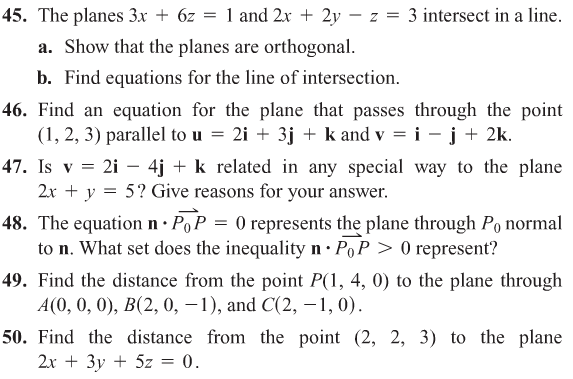 45. The planes 3x + 6z = 1 and 2x + 2y − z = 3 intersect in a line.
a. Show that the planes are orthogonal.
b. Find equations for the line of intersection.
46. Find an equation for the plane that passes through the point
(1, 2, 3) parallel to u = 2i + 3j + k and v = i − j + 2k.
47. Is v = 2i − 4j + k related in any special way to the plane
2x + y = 5? Give reasons for your answer.
48. The equation n · P₀P⃗ = 0 represents the plane through P₀ normal
to n. What set does the inequality n · P₀P⃗ > 0 represent?
49. Find the distance from the point P(1, 4, 0) to the plane through
A(0, 0, 0), B(2, 0, −1), and C(2, −1, 0).
50. Find the distance from the point (2, 2, 3) to the plane
2x + 3y + 5z = 0.